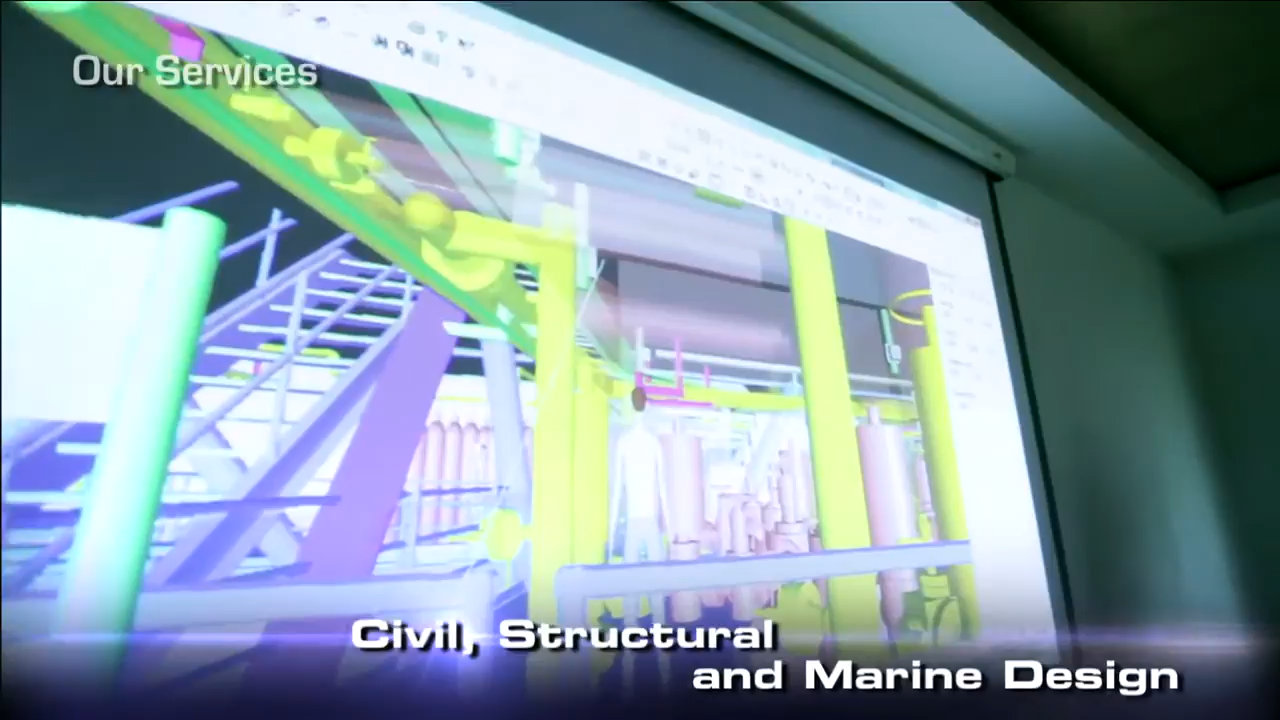 Our Services
Civil, Structural
and Marine Design